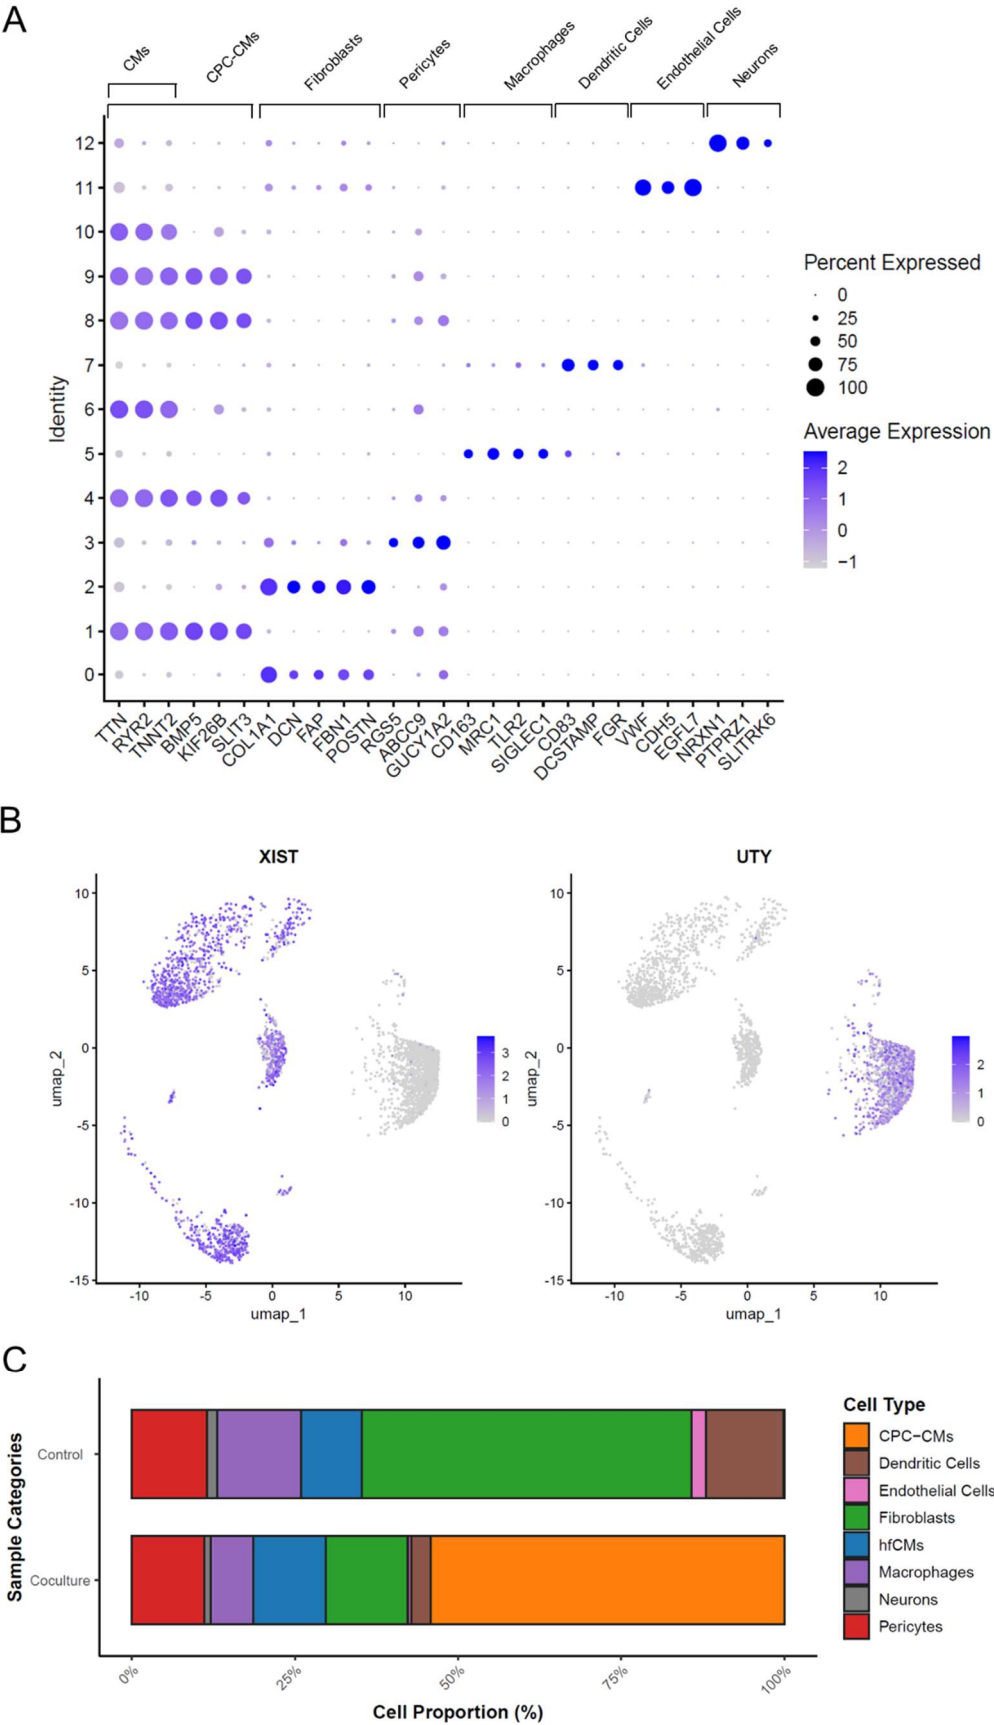 A
CMs
CPC-CMs
Fibroblasts
Pericytes
Macrophages
Dendritic Cells
Endothelial Cells
Neurons
12
11
10
9
8
7
6
5
4
3
2
1
0
Identity
TTN
RYR2
TNNT2
BMP5
KIF26B
SLIT3
COL1A1
DCN
FAP
FBN1
POSTN
RGS5
ABCC9
GUCY1A2
CD163
MRC1
TLR2
SIGLEC1
CD83
DCSTAMP
FGR
VWF
CDH5
EGFL7
NRXN1
PTPRZ1
SLITRK6
Percent Expressed
0
25
50
75
100
Average Expression
2
1
0
−1
B
XIST
10
5
0
-5
-10
-15
umap_2
-10 -5 0 5 10
umap_1
3
2
1
0
UTY
10
5
0
-5
-10
-15
umap_2
-10 -5 0 5 10
umap_1
2
1
0
C
Sample Categories
Control
Coculture
0% 25% 50% 75% 100%
Cell Proportion (%)
Cell Type
CPC−CMs
Dendritic Cells
Endothelial Cells
Fibroblasts
hfCMs
Macrophages
Neurons
Pericytes